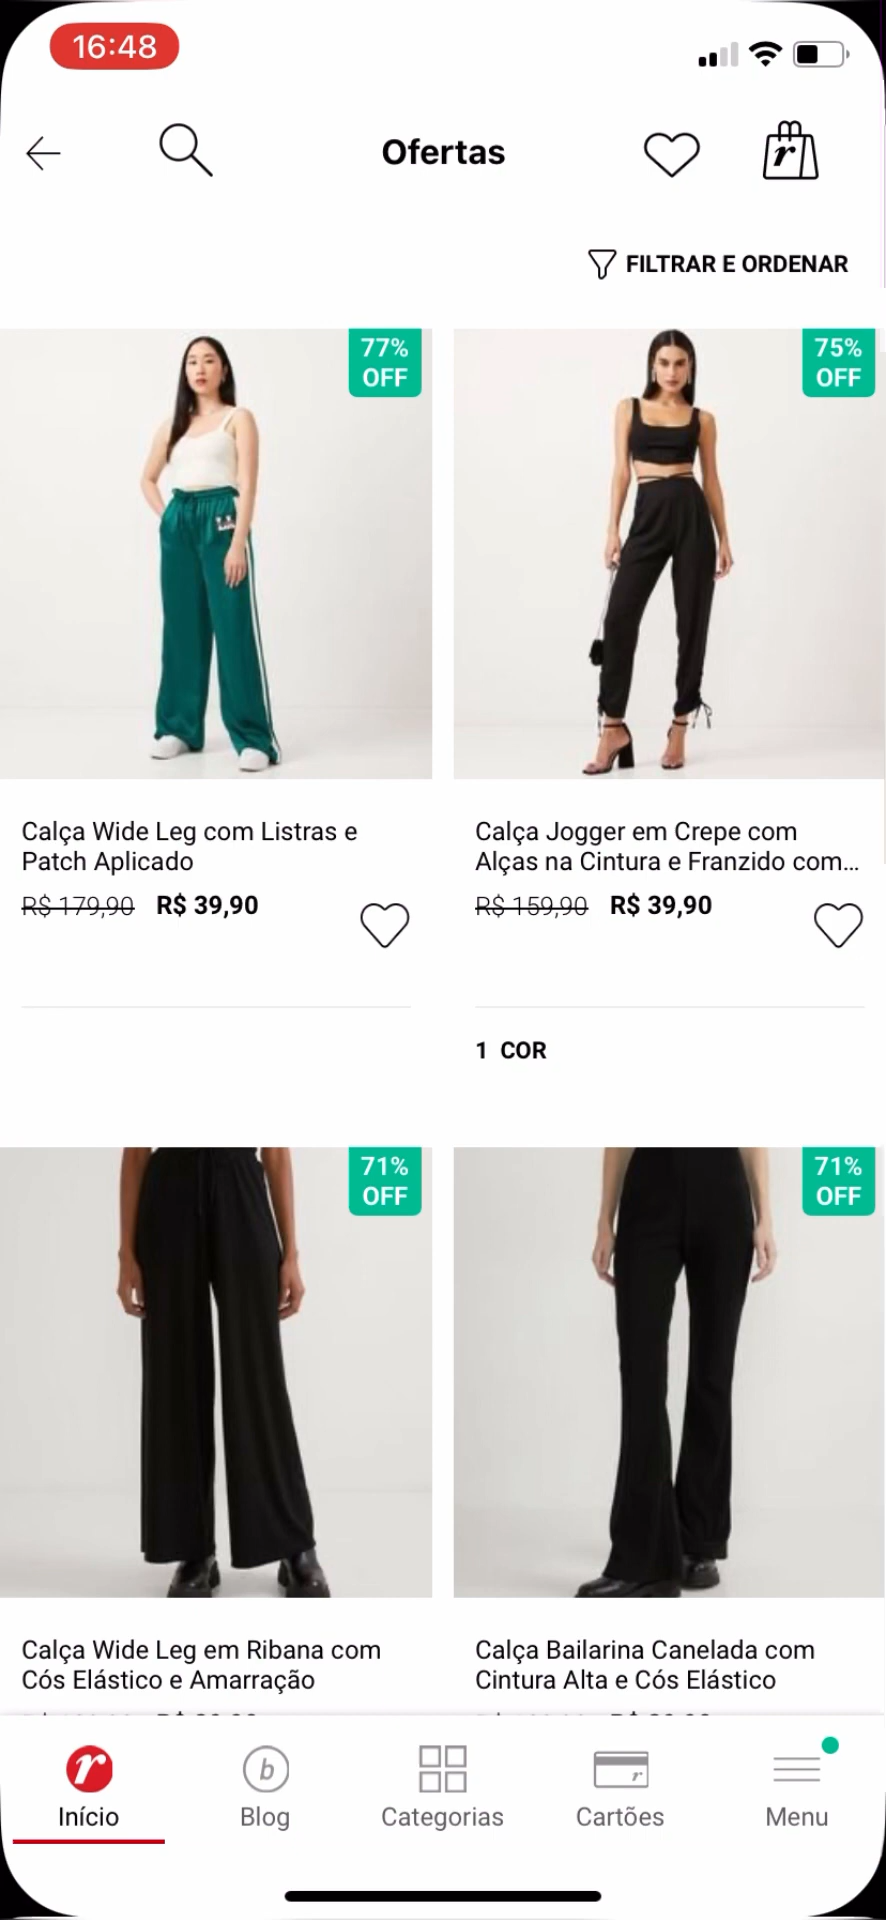 16:48
Ofertas
FILTRAR E ORDENAR
77%
OFF
75%
OFF
Calça Wide Leg com Listras e
Patch Aplicado
R$ 179,90 R$ 39,90
Calça Jogger em Crepe com
Alças na Cintura e Franzido com...
R$ 159,90 R$ 39,90
1 COR
71%
OFF
71%
OFF
Calça Wide Leg em Ribana com
Cós Elástico e Amarração
Calça Bailarina Canelada com
Cintura Alta e Cós Elástico
Início
Blog
Categorias
Cartões
Menu